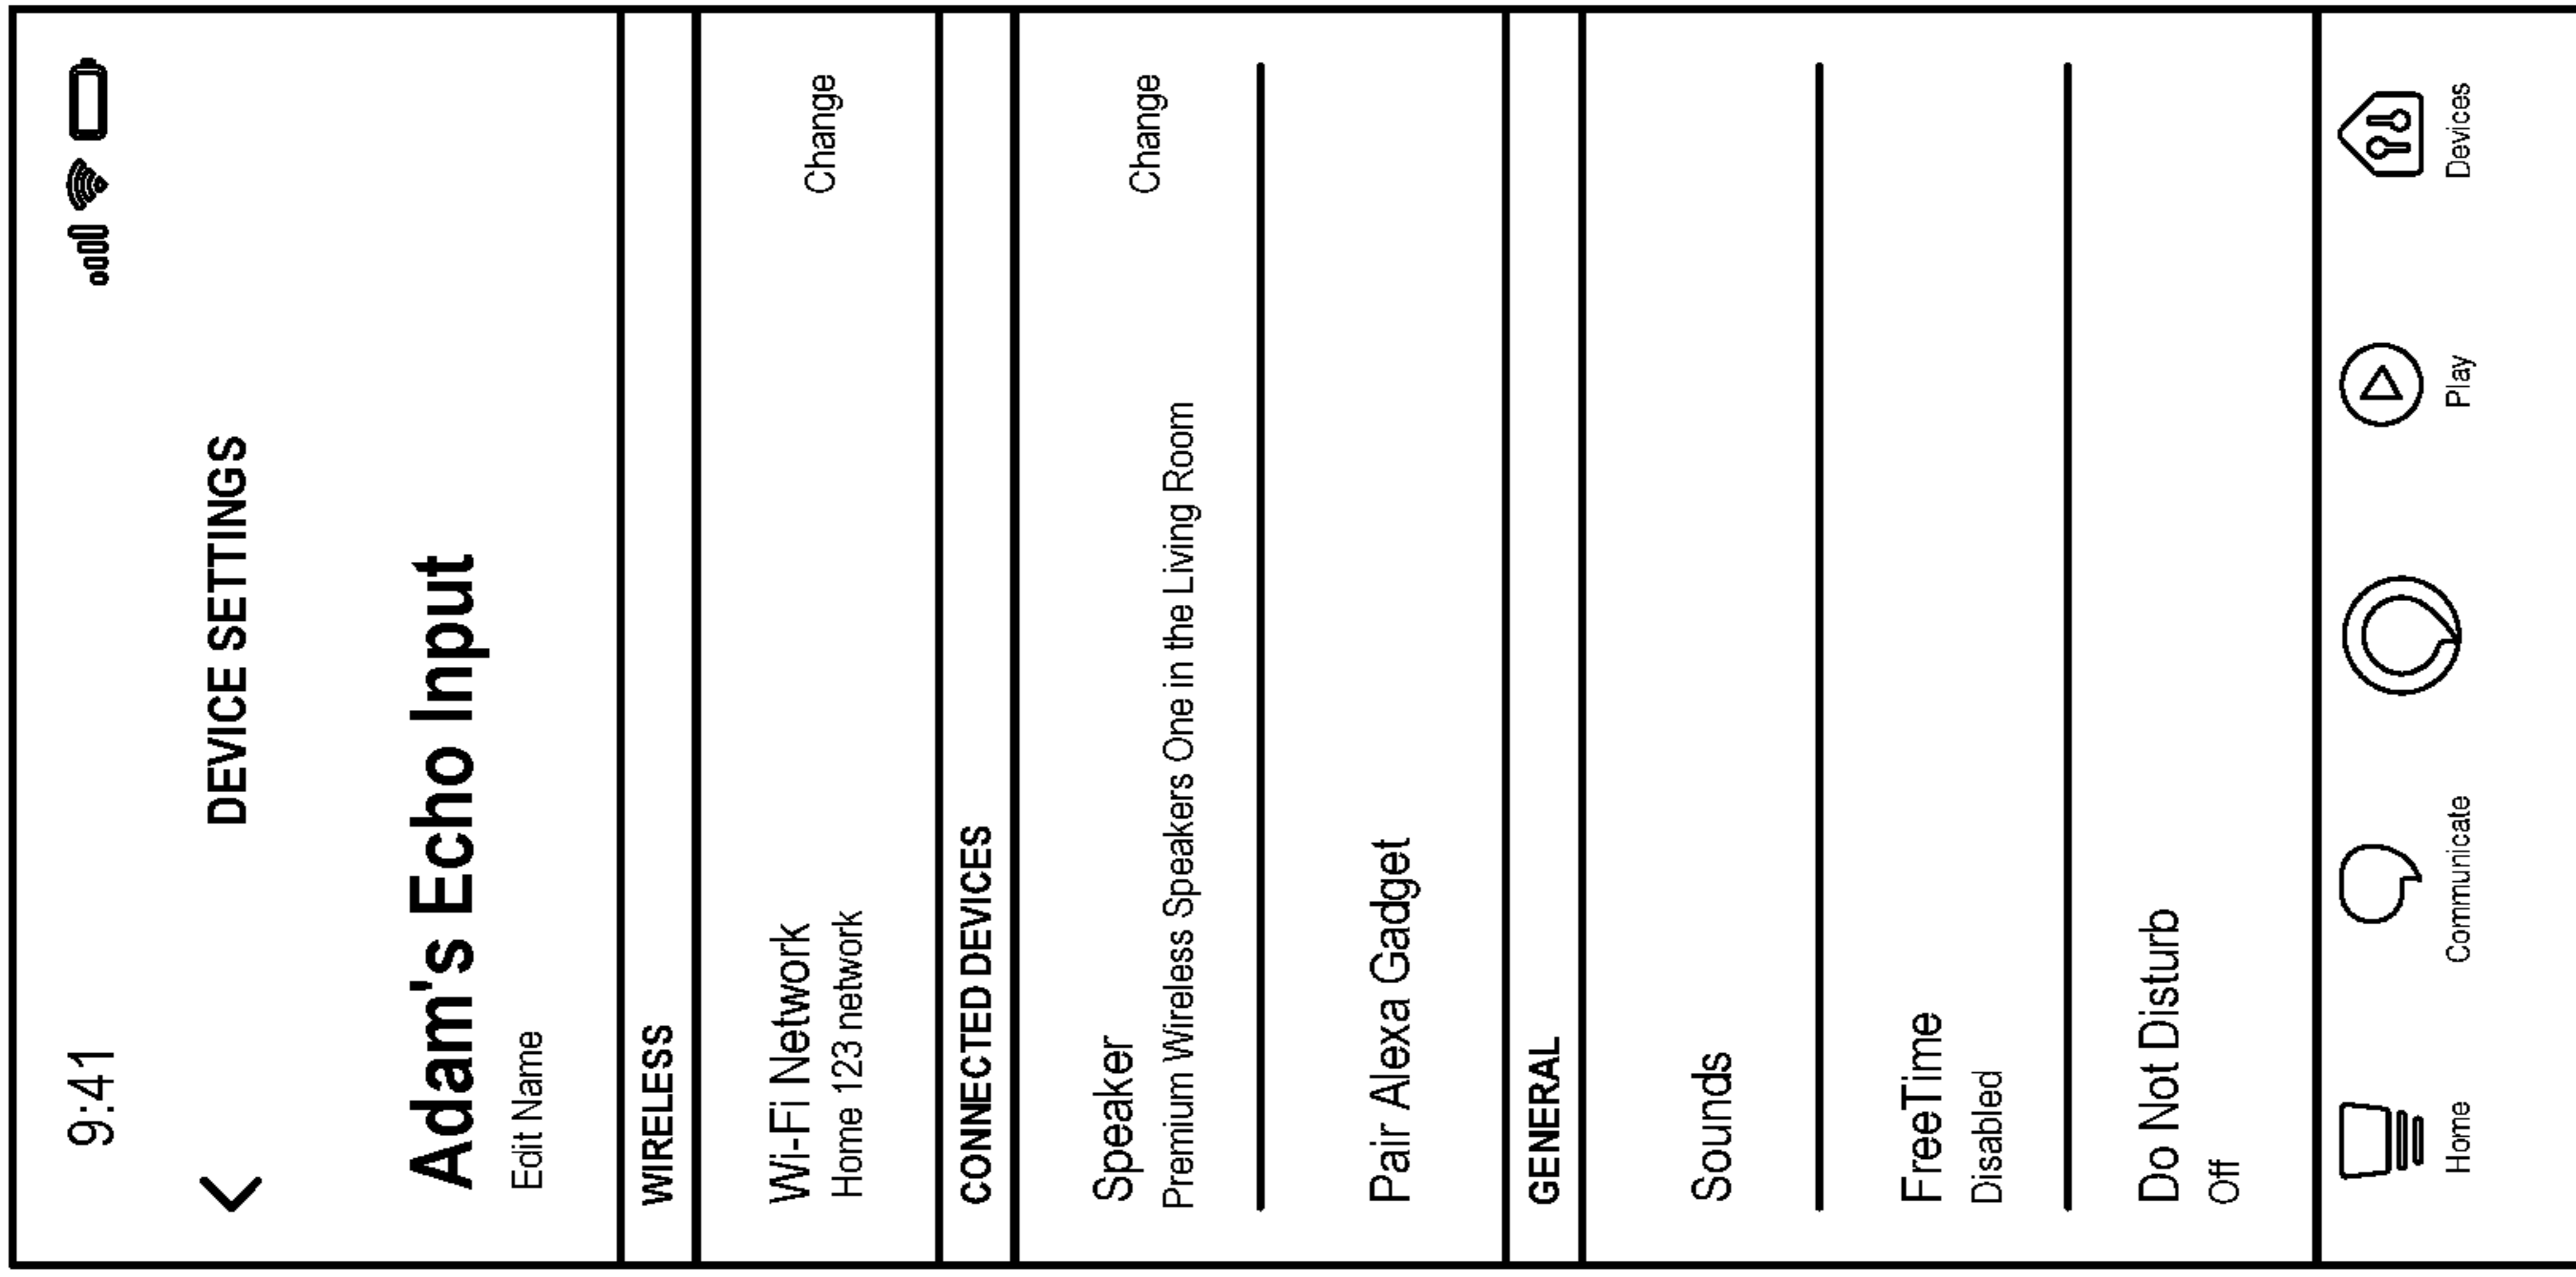 9:41
DEVICE SETTINGS
Adam's Echo Input
Edit Name
WIRELESS
Wi-Fi Network
Change
Home 123 network
CONNECTED DEVICES
Speaker
Change
Premium Wireless Speakers One in the Living Room
Pair Alexa Gadget
GENERAL
Sounds
FreeTime
Disabled
Do Not Disturb
Off
Home
Communicate
Play
Devices